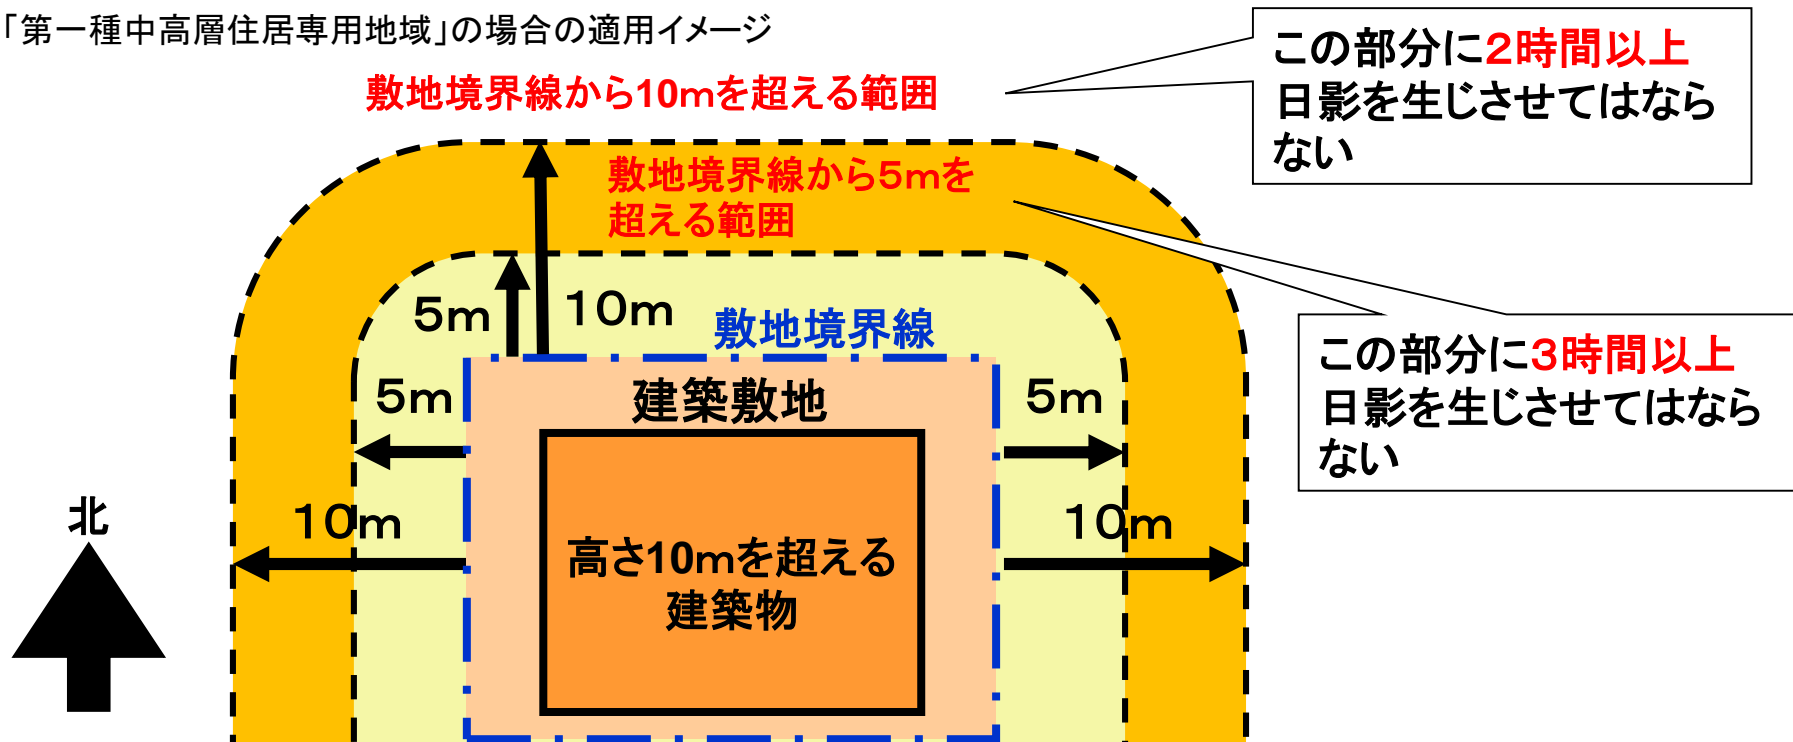 「第一種中高層住居専用地域」の場合の適用イメージ
敷地境界線から10mを超える範囲
この部分に２時間以上
日影を生じさせてはなら
ない
敷地境界線から5mを
超える範囲
この部分に３時間以上
日影を生じさせてはなら
ない
5m
10m
敷地境界線
5m
建築敷地
5m
北
10m
10m
高さ10mを超える
建築物